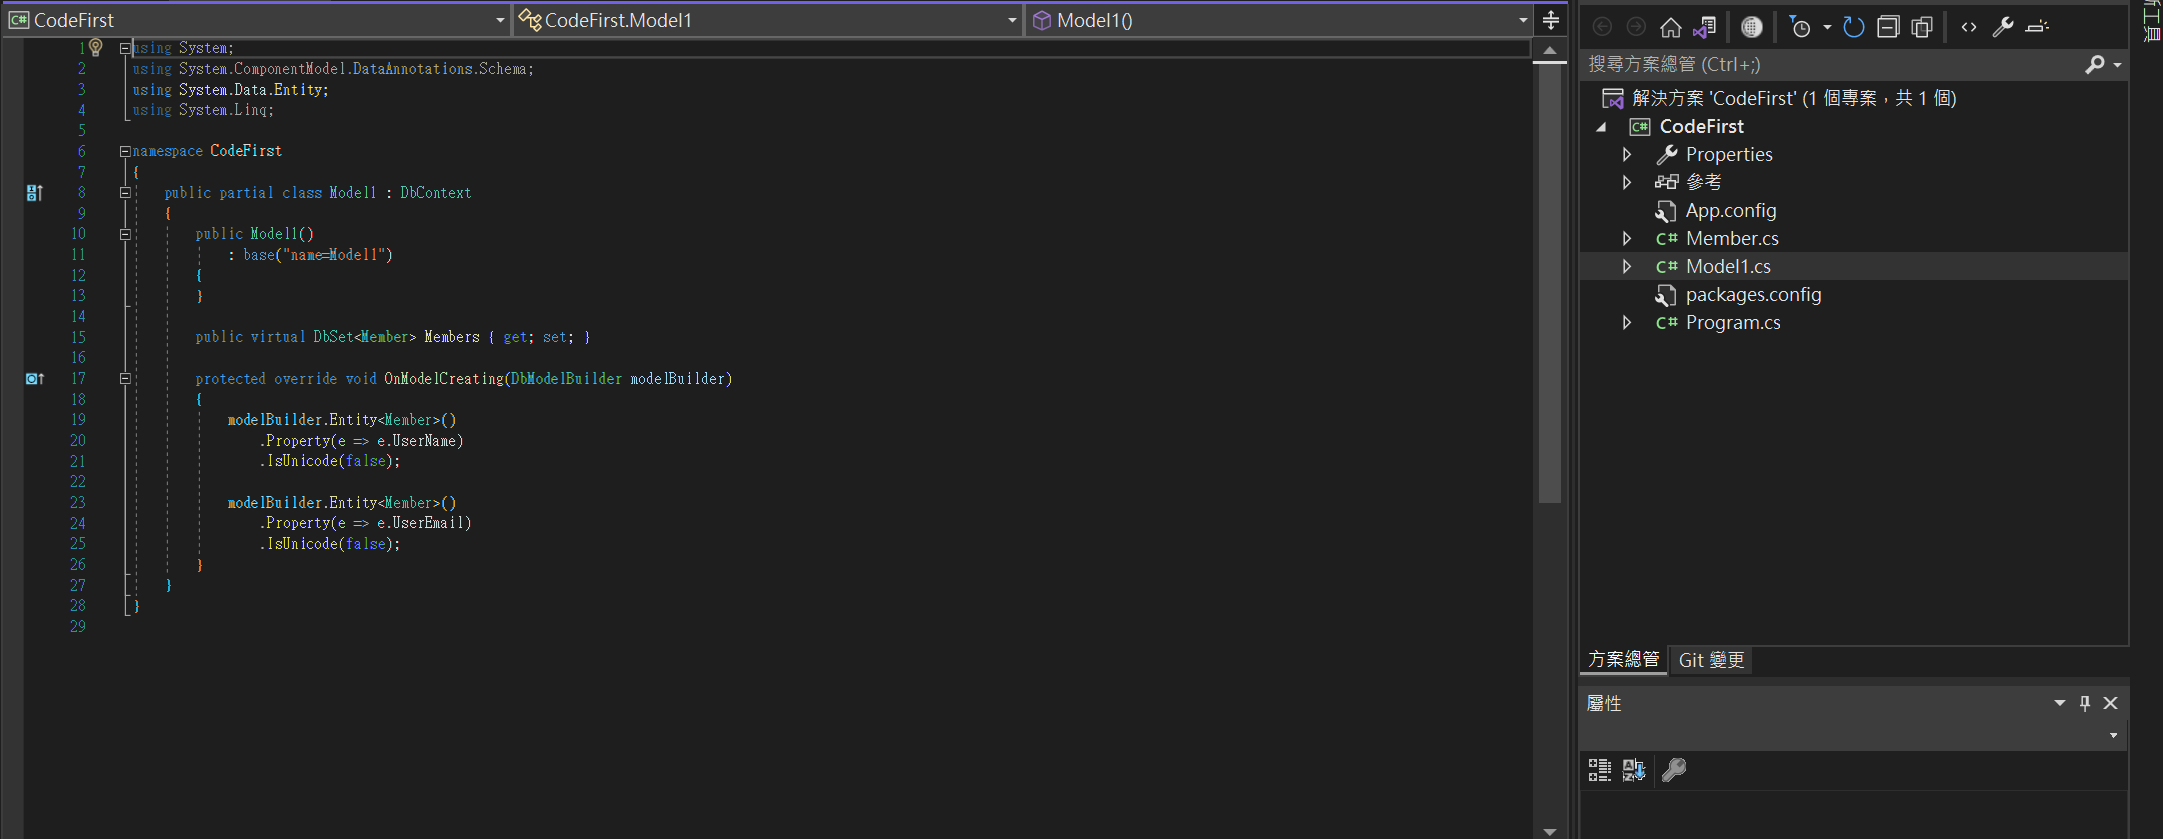 CodeFirst
CodeFirst.Model1
Model1()
1 using System;
2 using System.ComponentModel.DataAnnotations.Schema;
3 using System.Data.Entity;
4 using System.Linq;
5
6 namespace CodeFirst
7 {
8 public partial class Model1 : DbContext
9 {
10 public Model1()
11 : base("name=Model1")
12 {
13 }
14
15 public virtual DbSet<Member> Members { get; set; }
16
17 protected override void OnModelCreating(DbModelBuilder modelBuilder)
18 {
19 modelBuilder.Entity<Member>()
20 .Property(e => e.UserName)
21 .IsUnicode(false);
22
23 modelBuilder.Entity<Member>()
24 .Property(e => e.UserEmail)
25 .IsUnicode(false);
26 }
27 }
28 }
29
搜尋方案總管 (Ctrl+;)
解決方案 'CodeFirst' (1 個專案，共 1 個)
C# CodeFirst
Properties
參考
App.config
C# Member.cs
C# Model1.cs
packages.config
C# Program.cs
方案總管
Git 變更
屬性
工具